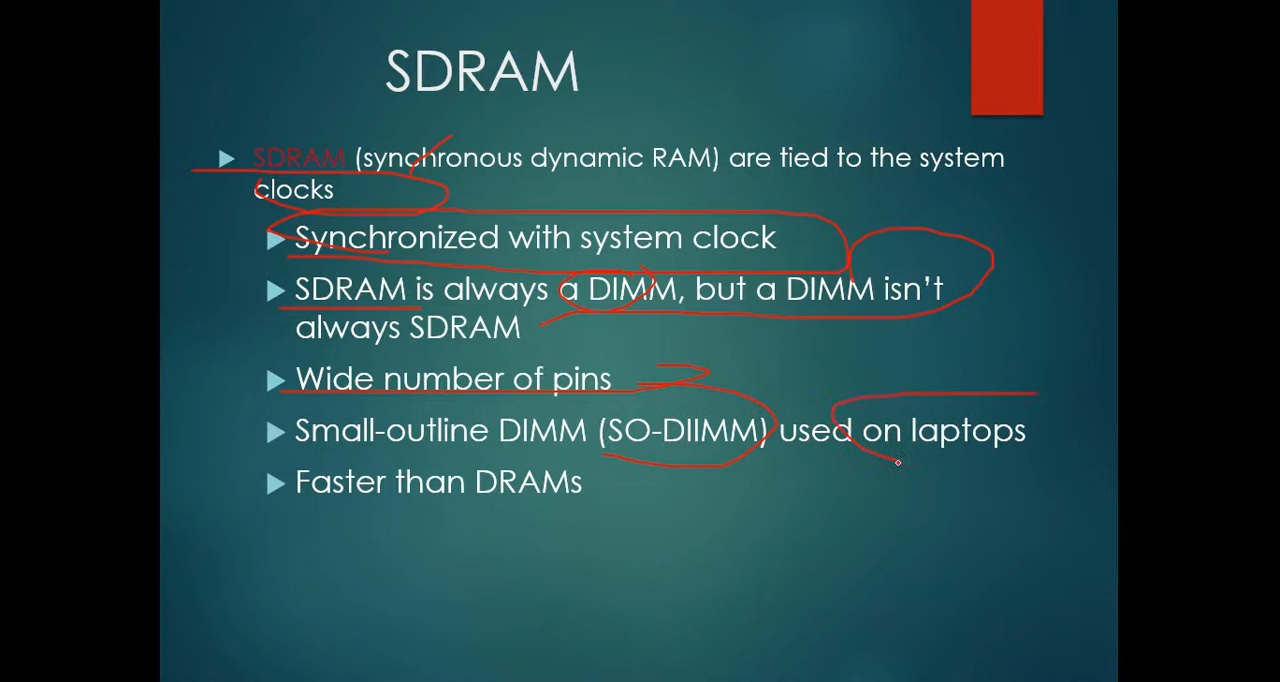 SDRAM
SDRAM (synchronous dynamic RAM) are tied to the system
clocks
Synchronized with system clock
SDRAM is always a DIMM, but a DIMM isn't
always SDRAM
Wide number of pins
Small-outline DIMM (SO-DIIMM) used on laptops
Faster than DRAMs